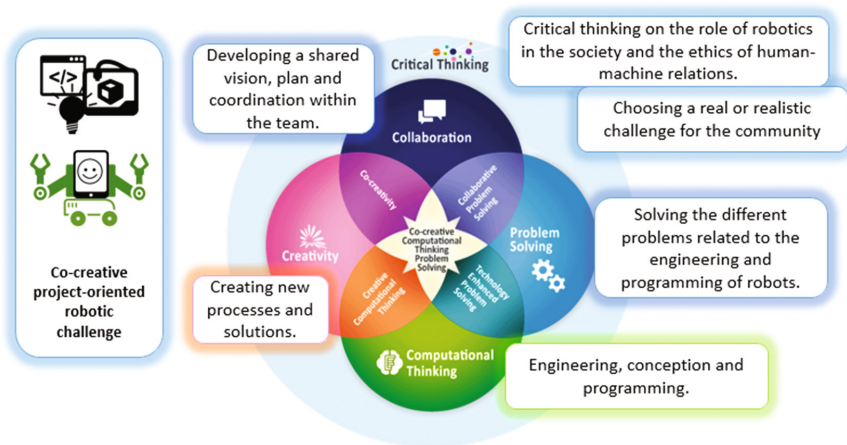 </>
Co-creative
project-oriented
robotic
challenge
Developing a shared
vision, plan and
coordination within
the team.
Critical Thinking
Critical thinking on the role of robotics
in the society and the ethics of human-
machine relations.
Choosing a real or realistic
challenge for the community
Collaboration
Co-creativity
Collaborative
Problem
Solving
Creativity
Co-creative
Computational
Thinking
Problem
Solving
Problem
Solving
Solving the different
problems related to the
engineering and
programming of robots.
Creating new
processes and
solutions.
Creative
Computational
Thinking
Technology
Enhanced
Problem
Solving
Computational
Thinking
Engineering, conception and
programming.